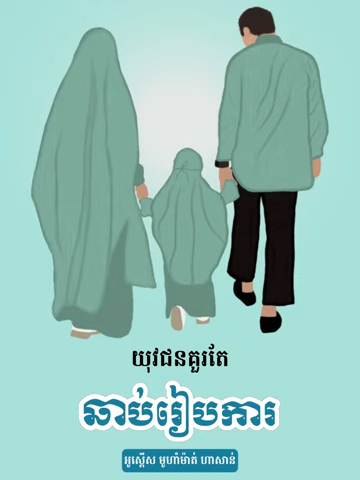 យុវជនគួរតែ
ឆាប់រៀបការ
អូស្តើស មូហាំម៉ាត់ ហាសាន់